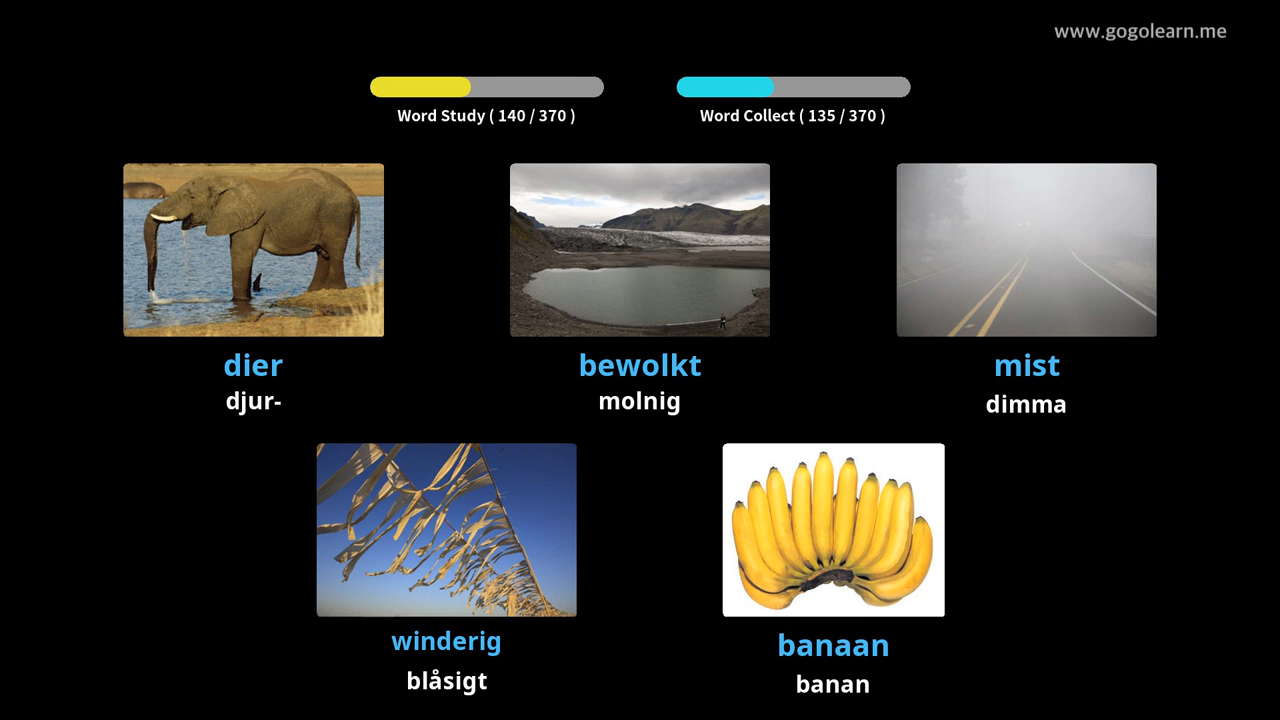 www.gogolearn.me
Word Study ( 140 / 370 )
Word Collect ( 135 / 370 )
dier
djur-
bewolkt
molnig
mist
dimma
winderig
blåsigt
banaan
banan